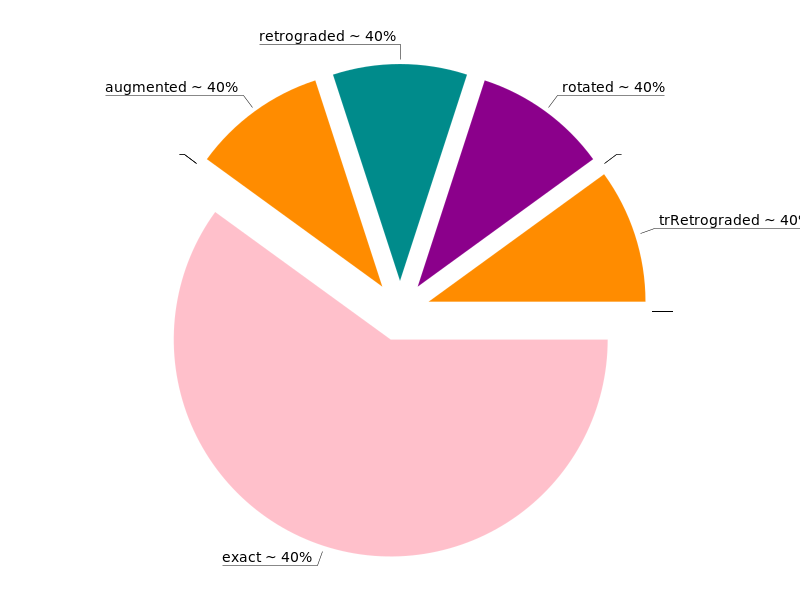 retrograded ~ 40%
augmented ~ 40%
rotated ~ 40%
trRetrograded ~ 40%
exact ~ 40%